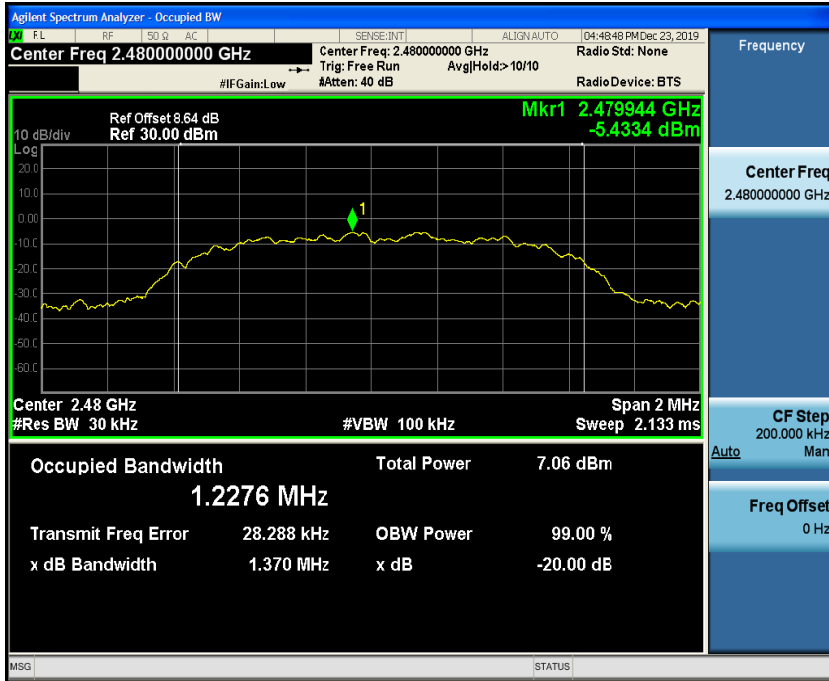 Agilent Spectrum Analyzer - Occupied BW
LXI RL RF 50 Ω AC SENSE:INT ALIGN AUTO 04:48:48 PM Dec 23, 2019
Center Freq 2.480000000 GHz Center Freq: 2.480000000 GHz Radio Std: None
Trig: Free Run Avg|Hold:> 10/10
#IFGain:Low #Atten: 40 dB Radio Device: BTS
Ref Offset 8.64 dB Mkr1 2.479944 GHz
10 dB/div Ref 30.00 dBm -5.4334 dBm
Log
20.0
10.0
0.00
1
-10.0
-20.0
-30.0
-40.0
-50.0
-60.0
Center 2.48 GHz Span 2 MHz
#Res BW 30 kHz #VBW 100 kHz Sweep 2.133 ms
Occupied Bandwidth Total Power 7.06 dBm
1.2276 MHz
Transmit Freq Error 28.288 kHz OBW Power 99.00 %
x dB Bandwidth 1.370 MHz x dB -20.00 dB
MSG STATUS
Frequency
Center Freq
2.480000000 GHz
CF Step
200.000 kHz
Auto Man
Freq Offset
0 Hz